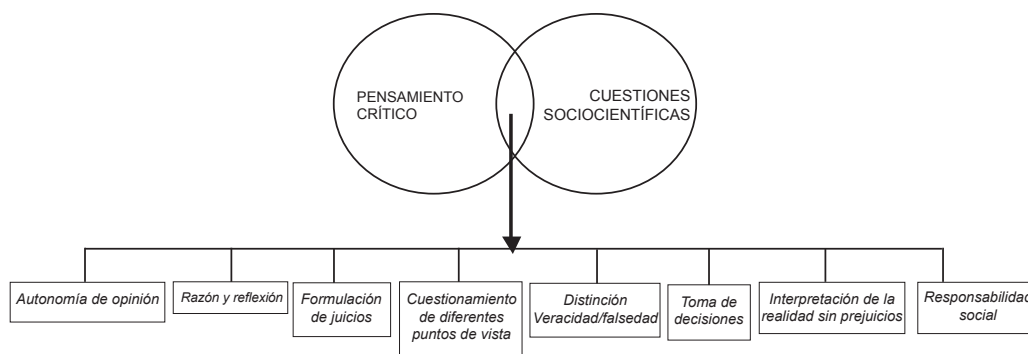 PENSAMIENTO
CRÍTICO
CUESTIONES
SOCIOCIENTÍFICAS
Autonomía de opinión
Razón y reflexión
Formulación
de juicios
Cuestionamiento
de diferentes
puntos de vista
Distinción
Veracidad/falsedad
Toma de
decisiones
Interpretación de la
realidad sin prejuicios
Responsabilidad
social